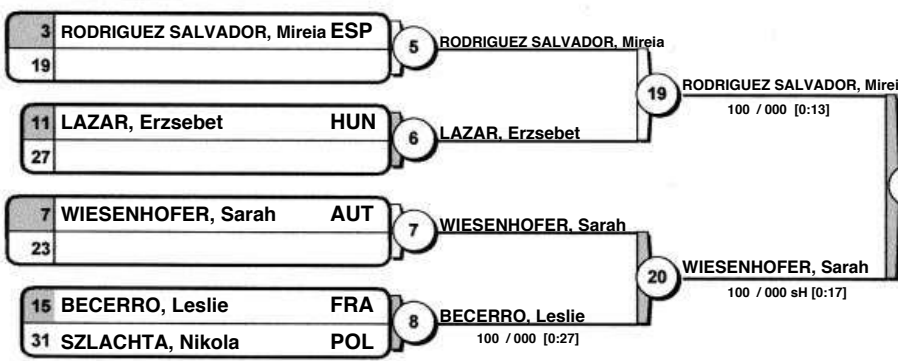 3 RODRIGUEZ SALVADOR, Mireia ESP
19
5
RODRIGUEZ SALVADOR, Mireia
11 LAZAR, Erzsebet HUN
27
6
LAZAR, Erzsebet
19
RODRIGUEZ SALVADOR, Mirei
100 / 000 [0:13]
7 WIESENHOFER, Sarah AUT
23
7
WIESENHOFER, Sarah
15 BECERRO, Leslie FRA
31 SZLACHTA, Nikola POL
8
BECERRO, Leslie
100 / 000 [0:27]
20
WIESENHOFER, Sarah
100 / 000 sH [0:17]